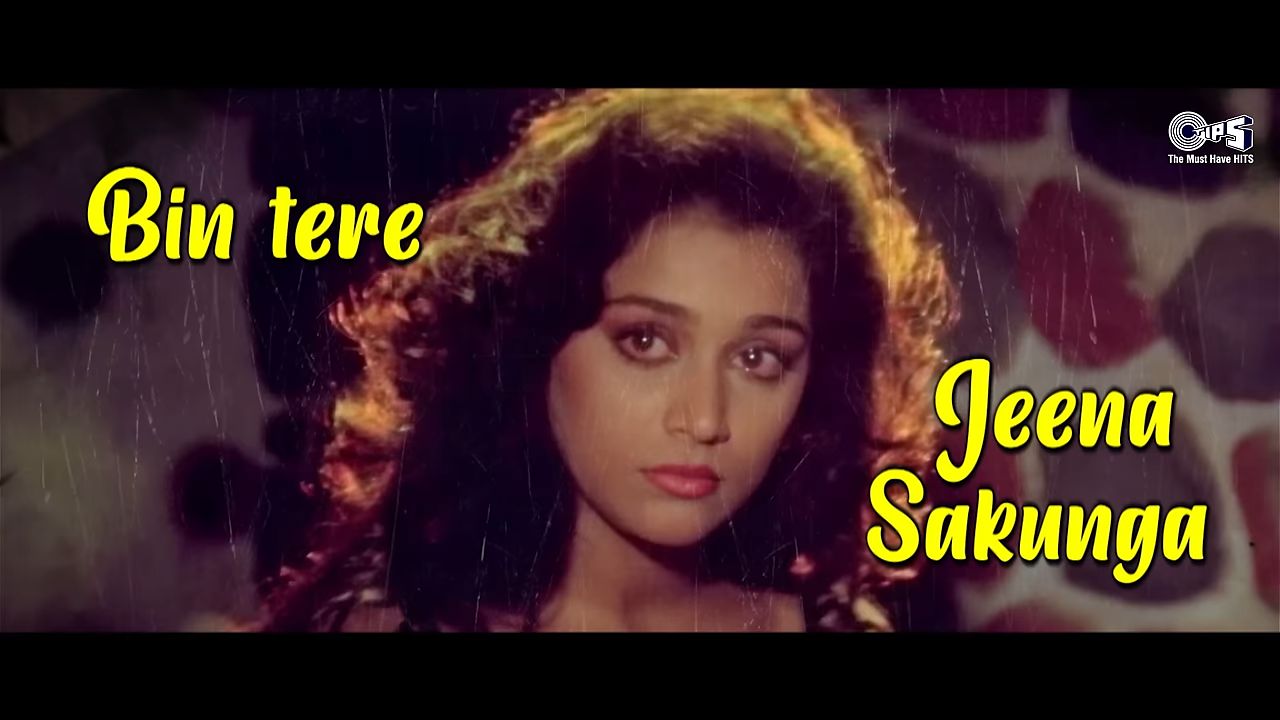 TIPS
The Must Have HITS
Bin tere
Jeena
Sakunga